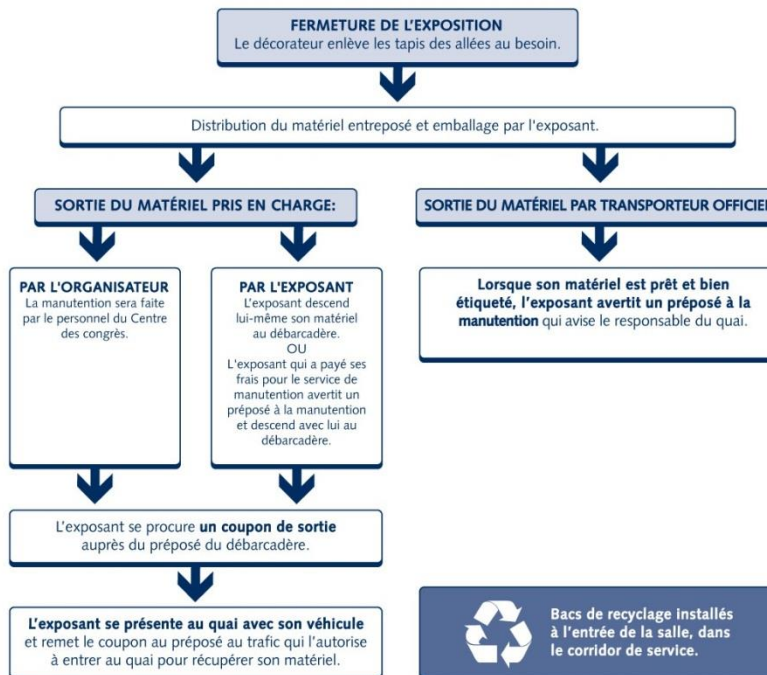 FERMETURE DE L'EXPOSITION
Le décorateur enlève les tapis des allées au besoin.
Distribution du matériel entreposé et emballage par l'exposant.
SORTIE DU MATÉRIEL PRIS EN CHARGE:
PAR L'ORGANISATEUR
La manutention sera faite
par le personnel du Centre
des congrès.
PAR L'EXPOSANT
L'exposant descend
lui-même son matériel
au débarcadère.
OU
L'exposant qui a payé ses
frais pour le service de
manutention avertit un
préposé à la manutention
et descend avec lui au
débarcadère.
L'exposant se procure un coupon de sortie
auprès du préposé du débarcadère.
L'exposant se présente au quai avec son véhicule
et remet le coupon au préposé au trafic qui l'autorise
à entrer au quai pour récupérer son matériel.
SORTIE DU MATÉRIEL PAR TRANSPORTEUR OFFICIEL
Lorsque son matériel est prêt et bien
étiqueté, l'exposant avertit un préposé à la
manutention qui avise le responsable du quai.
Bacs de recyclage installés
à l'entrée de la salle, dans
le corridor de service.